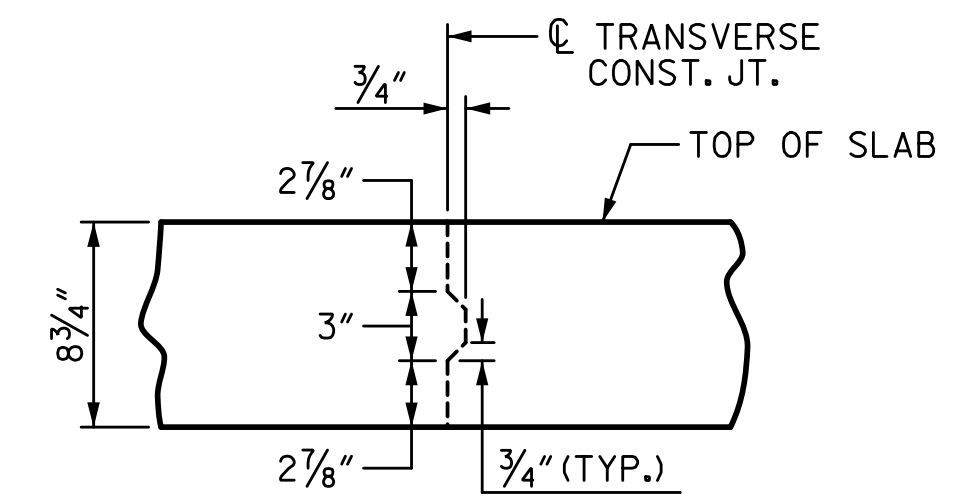 ℄ TRANSVERSE
CONST. JT.
3/4"
TOP OF SLAB
2 7/8"
8 3/4"
3"
2 7/8"
3/4" (TYP.)